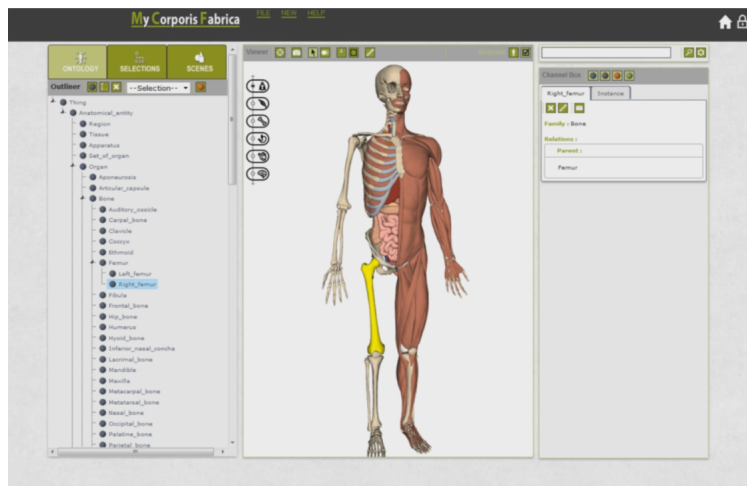 My Corporis Fabrica
FILE NEW HELP
ONTOLOGY
SELECTIONS
SCENES
Outliner
--Selection--
Thing
Anatomical_entity
Region
Tissue
Apparatus
Set_of_organ
Organ
Aponeurosis
Articular_capsule
Bone
Auditory_ossicle
Carpal_bone
Clavicle
Coccyx
Ethmoid
Femur
Left_femur
Right_femur
Fibula
Frontal_bone
Hip_bone
Humerus
Hyoid_bone
Inferior_nasal_concha
Lacrimal_bone
Mandible
Maxilla
Metacarpal_bone
Metatarsal_bone
Nasal_bone
Occipital_bone
Palatine_bone
Parietal_bone
Viewer
Channel Box
Right_femur
Instance
Family : Bone
Relations :
Parent :
Femur